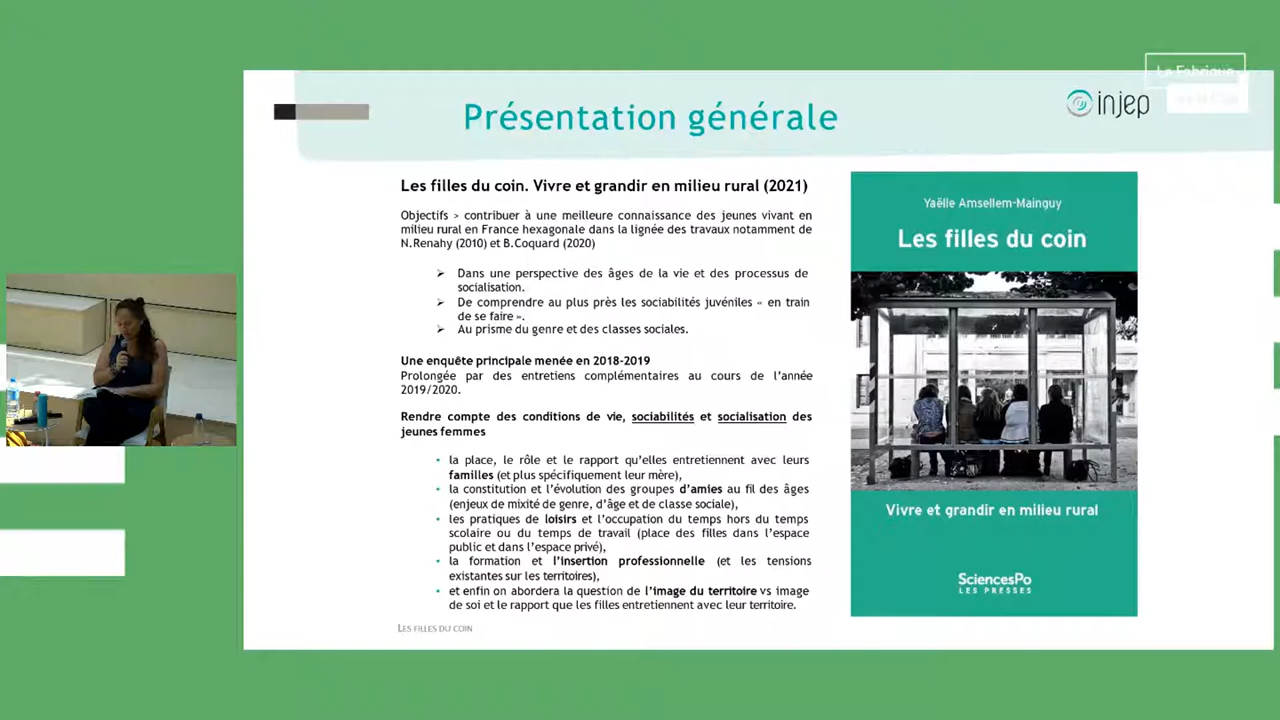 La Fabrique
Présentation générale
injep
Les filles du coin. Vivre et grandir en milieu rural (2021)
Objectifs > contribuer à une meilleure connaissance des jeunes vivant en
milieu rural en France hexagonale dans la lignée des travaux notamment de
N.Renahy (2010) et B.Coquard (2020)
➢ Dans une perspective des âges de la vie et des processus de
socialisation.
➢ De comprendre au plus près les sociabilités juvéniles « en train
de se faire ».
➢ Au prisme du genre et des classes sociales.
Une enquête principale menée en 2018-2019
Prolongée par des entretiens complémentaires au cours de l’année
2019/2020.
Rendre compte des conditions de vie, sociabilités et socialisation des
jeunes femmes
• la place, le rôle et le rapport qu’elles entretiennent avec leurs
familles (et plus spécifiquement leur mère),
• la constitution et l’évolution des groupes d’amies au fil des âges
(enjeux de mixité de genre, d’âge et de classe sociale),
• les pratiques de loisirs et l’occupation du temps hors du temps
scolaire ou du temps de travail (place des filles dans l’espace
public et dans l’espace privé),
• la formation et l’insertion professionnelle (et les tensions
existantes sur les territoires),
• et enfin on abordera la question de l’image du territoire vs image
de soi et le rapport que les filles entretiennent avec leur territoire.
LES FILLES DU COIN
Yaëlle Amsellem-Mainguy
Les filles du coin
Vivre et grandir en milieu rural
SciencesPo
LES PRESSES